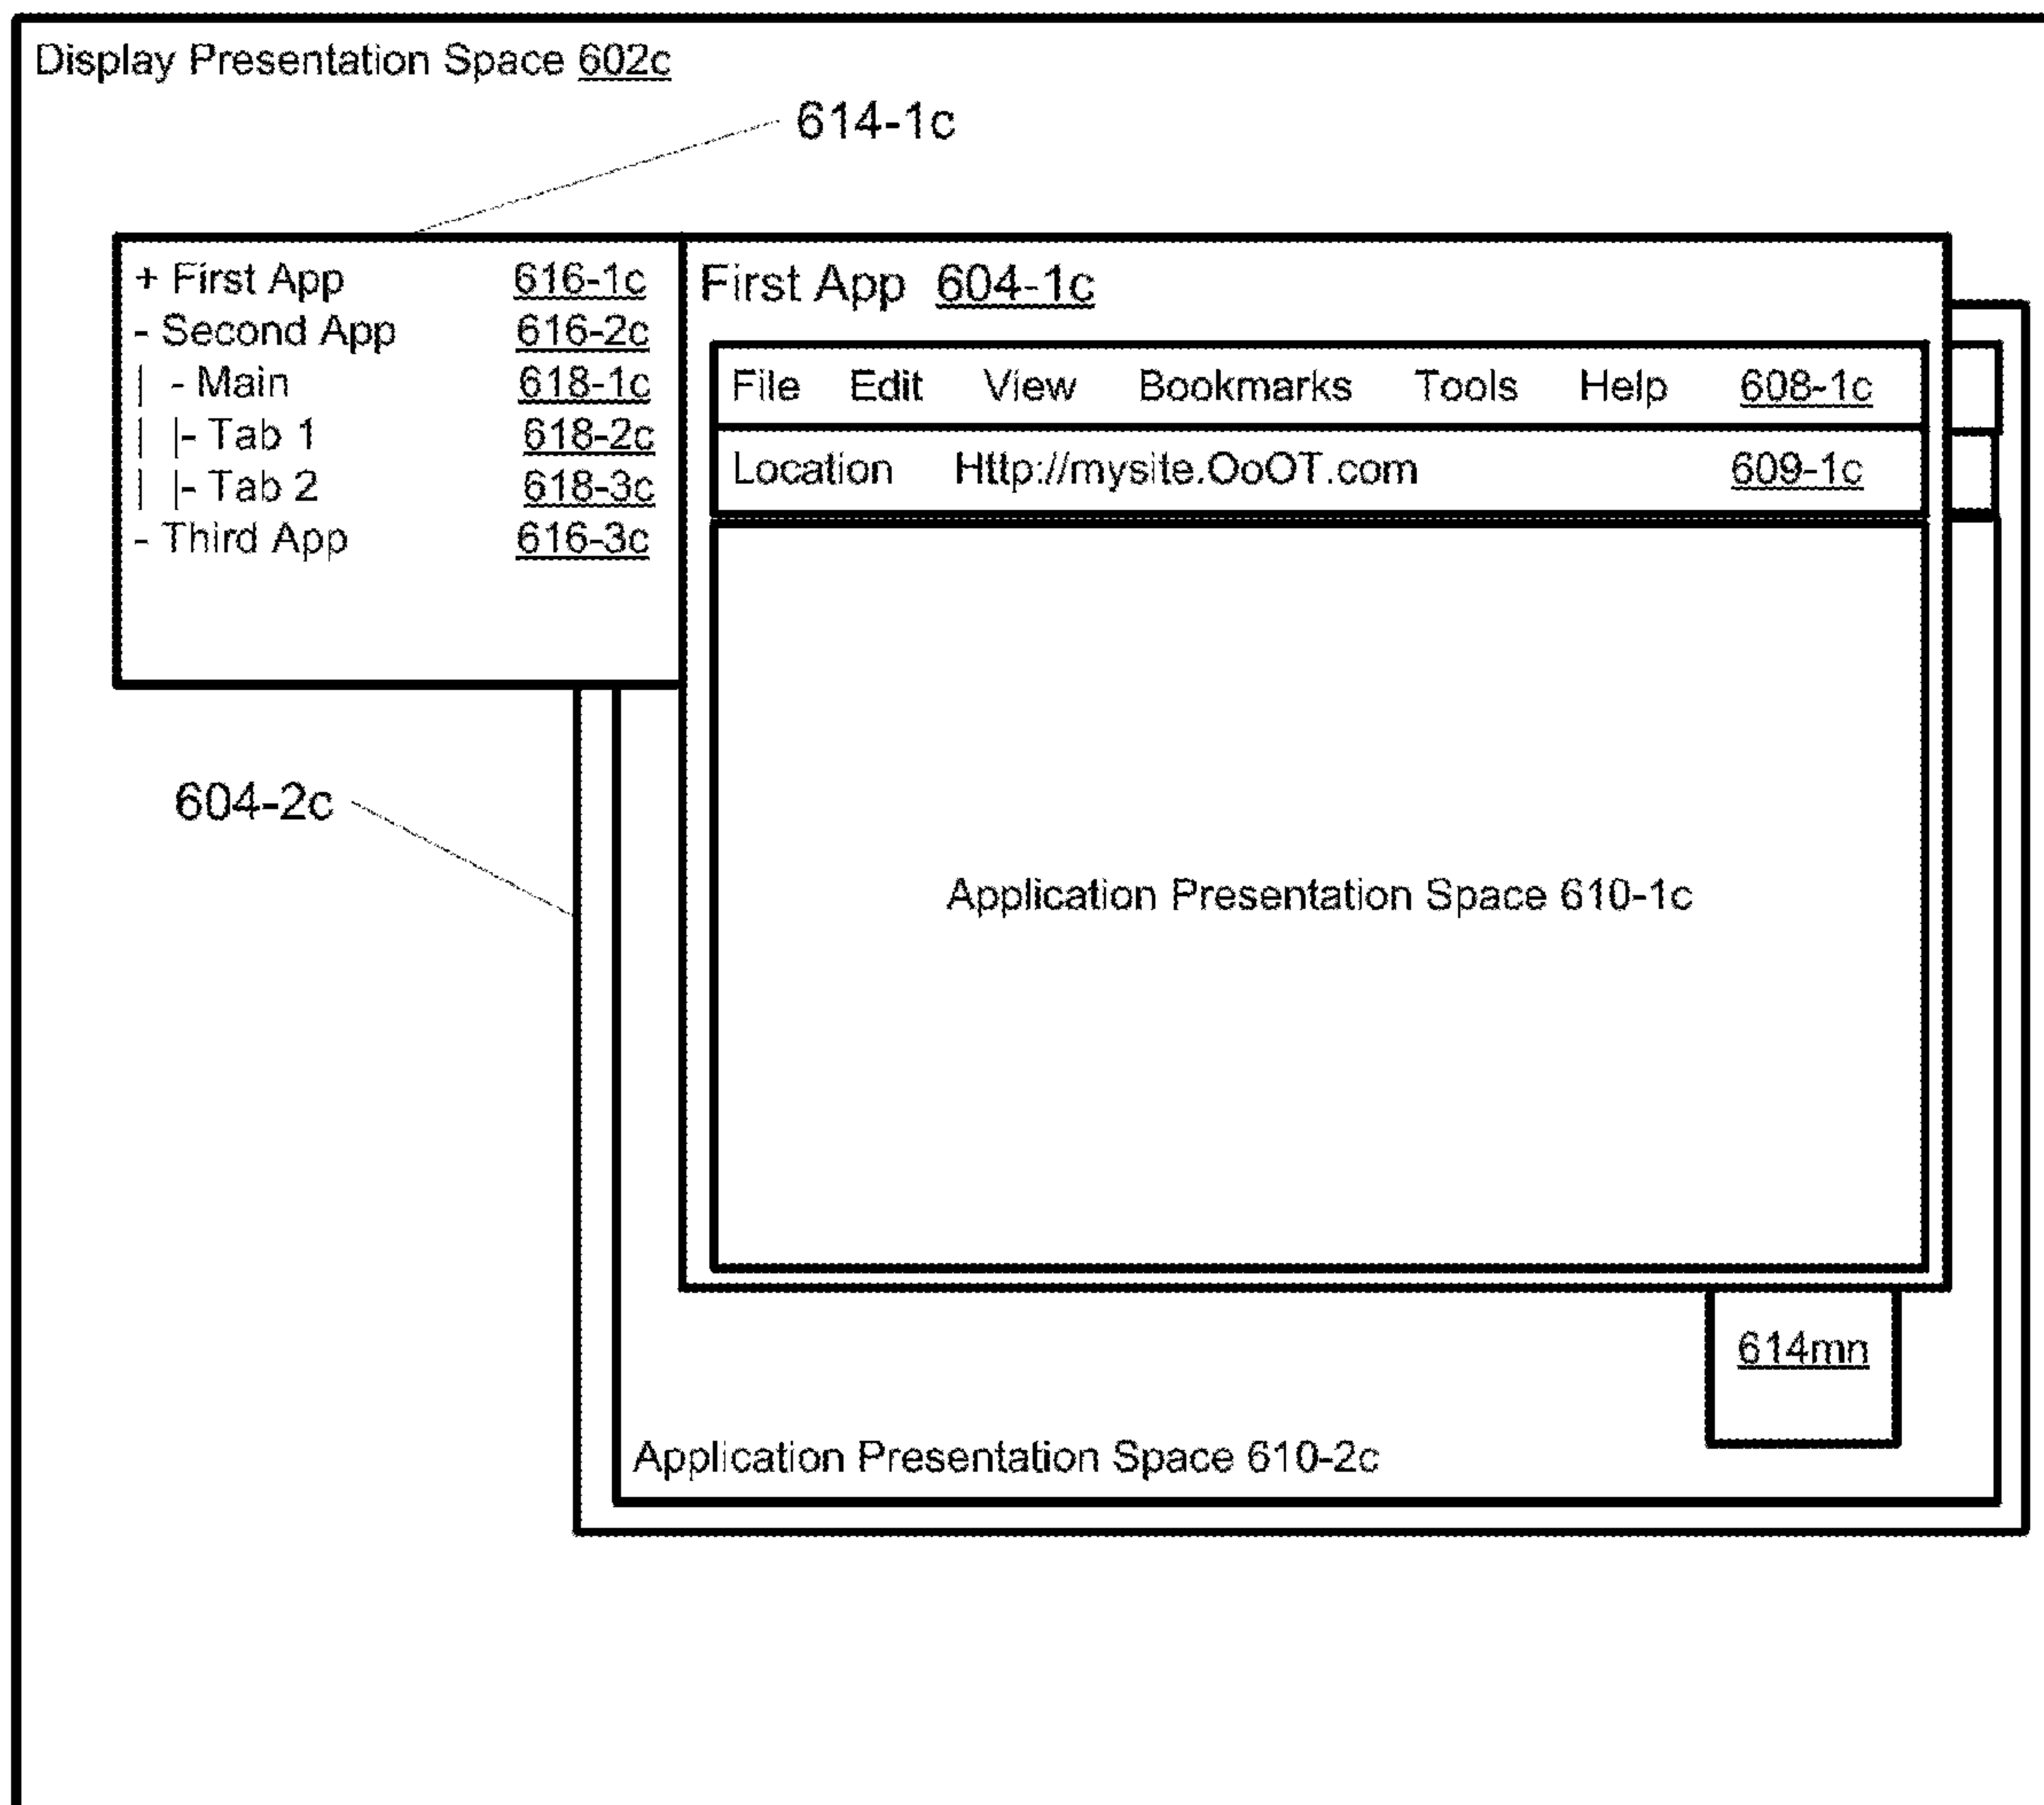 Display Presentation Space 602c
614-1c
+ First App 616-1c
- Second App 616-2c
| - Main 618-1c
| |- Tab 1 618-2c
| |- Tab 2 618-3c
- Third App 616-3c
First App 604-1c
File Edit View Bookmarks Tools Help 608-1c
Location Http://mysite.OoOT.com 609-1c
604-2c
Application Presentation Space 610-1c
614mn
Application Presentation Space 610-2c